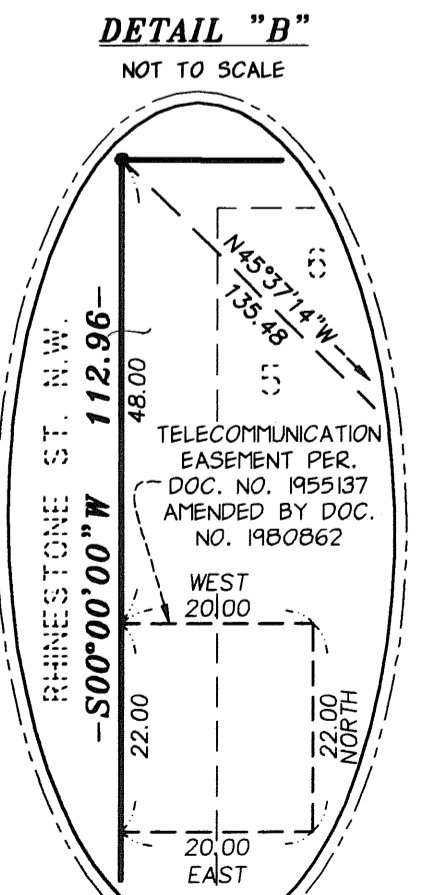 DETAIL "B"
NOT TO SCALE
N45°37'14"W
135.48
6
5
RHINESTONE ST. N.W.
-S00°00'00"W 112.96-
48.00
TELECOMMUNICATION
EASEMENT PER.
DOC. NO. 1955137
AMENDED BY DOC.
NO. 1980862
WEST
20.00
22.00
22.00
NORTH
20.00
EAST